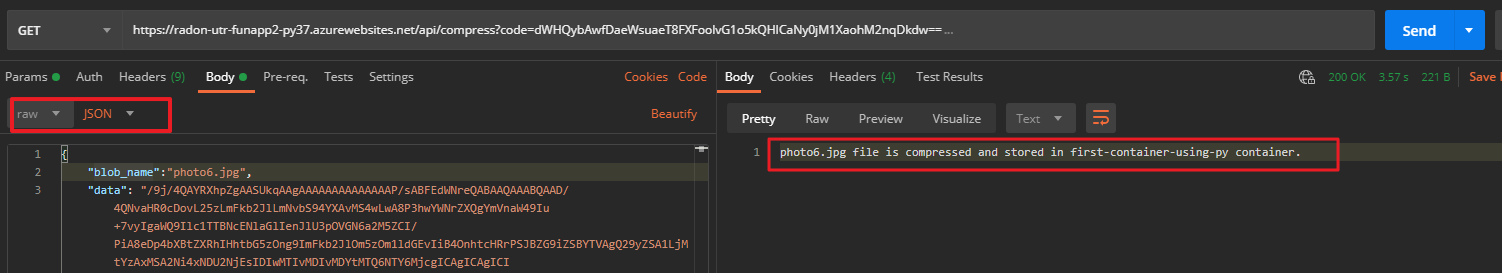 GET
https://radon-utr-funapp2-py37.azurewebsites.net/api/compress?code=dWHQybAwfDaeWsuaeT8FXFoolvG1o5kQHICaNy0jM1XaohM2nqDkdw== ...
Send
Params
Auth
Headers (9)
Body
Pre-req.
Tests
Settings
Cookies
Code
raw
JSON
Beautify
1 {
2 "blob_name":"photo6.jpg",
3 "data": "/9j/4QAYRXhpZgAASUkqAAgAAAAAAAAAAAAAAP/sABFEdWNreQABAAQAAABQAAD/
4QNvaHR0cDovL25zLmFkb2JlLmNvbS94YXAvMS4wLwA8P3hwYWNrZXQgYmVnaW49Iu
+7vyIgaWQ9Ilc1TTBNcENlaGlIenJlU3pOVGN6a2M5ZCI/
PiA8eDp4bXBtZXRhIHhtbG5zOng9ImFkb2JlOm5zOm1ldGEvIiB4OnhtcHRrPSJBZG9iZSBYTVAgQ29yZSA1LjM
tYzAxMSA2Ni4xNDU2NjEsIDIwMTIvMDIvMDYtMTQ6NTY6MjcgICAgICAgICI
Body
Cookies
Headers (4)
Test Results
200 OK
3.57 s
221 B
Save
Pretty
Raw
Preview
Visualize
Text
1 photo6.jpg file is compressed and stored in first-container-using-py container.